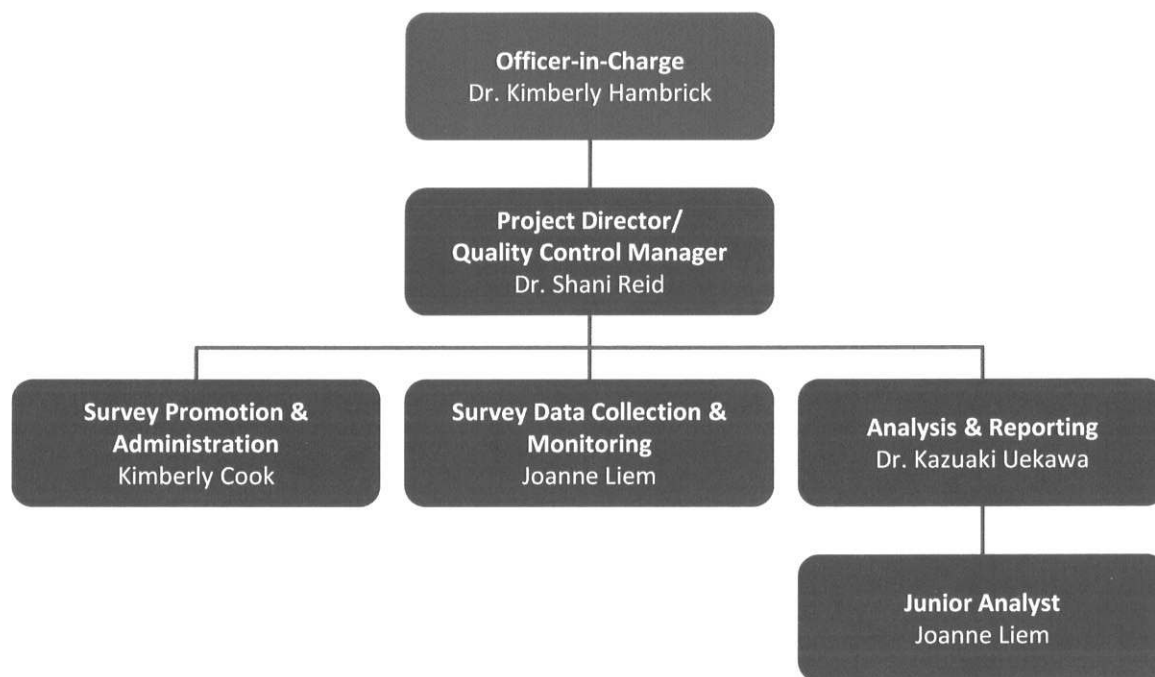 Officer-in-Charge
Dr. Kimberly Hambrick
Project Director/
Quality Control Manager
Dr. Shani Reid
Survey Promotion &
Administration
Kimberly Cook
Survey Data Collection &
Monitoring
Joanne Liem
Analysis & Reporting
Dr. Kazuaki Uekawa
Junior Analyst
Joanne Liem